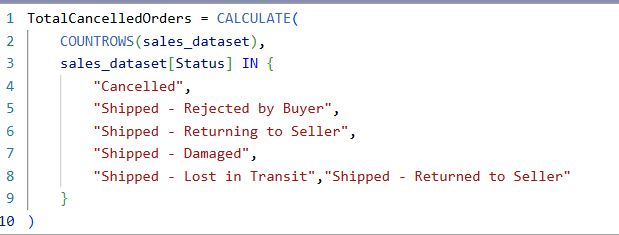 1 TotalCancelledOrders = CALCULATE(
2     COUNTROWS(sales_dataset),
3     sales_dataset[Status] IN {
4         "Cancelled",
5         "Shipped - Rejected by Buyer",
6         "Shipped - Returning to Seller",
7         "Shipped - Damaged",
8         "Shipped - Lost in Transit","Shipped - Returned to Seller"
9     }
10 )